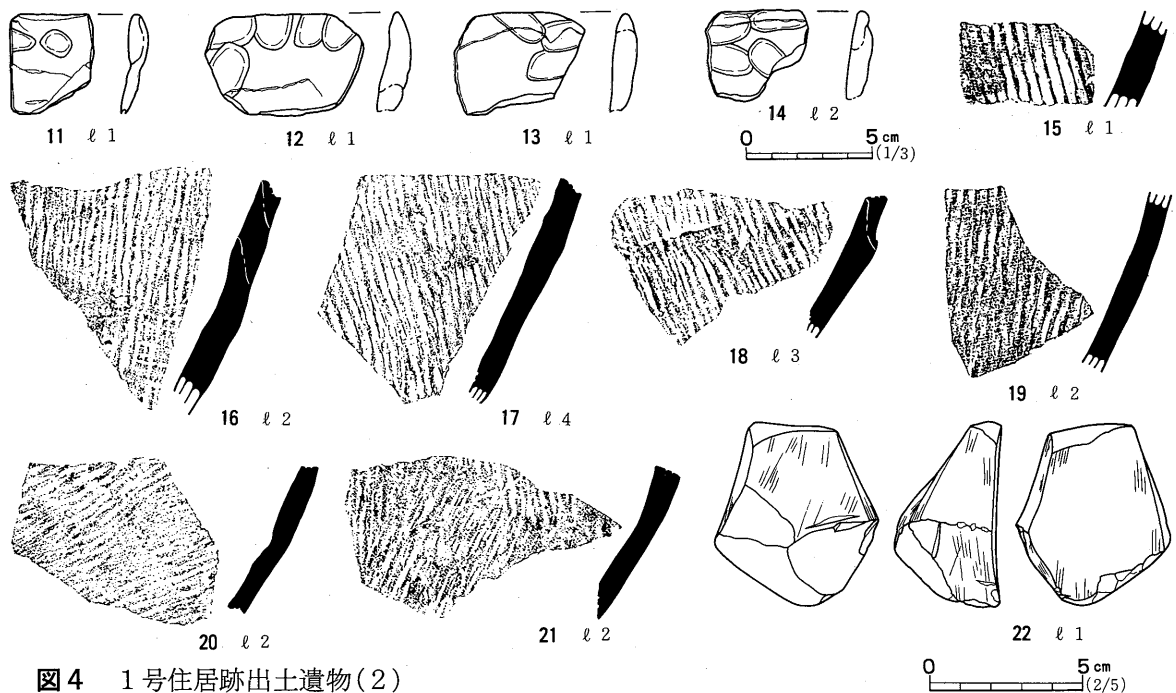 11 ℓ 1
12 ℓ 1
13 ℓ 1
14 ℓ 2
0 5 cm
(1/3)
15 ℓ 1
16 ℓ 2
17 ℓ 4
18 ℓ 3
19 ℓ 2
20 ℓ 2
21 ℓ 2
22 ℓ 1
0 5 cm
(2/5)
図4 1号住居跡出土遺物(2)